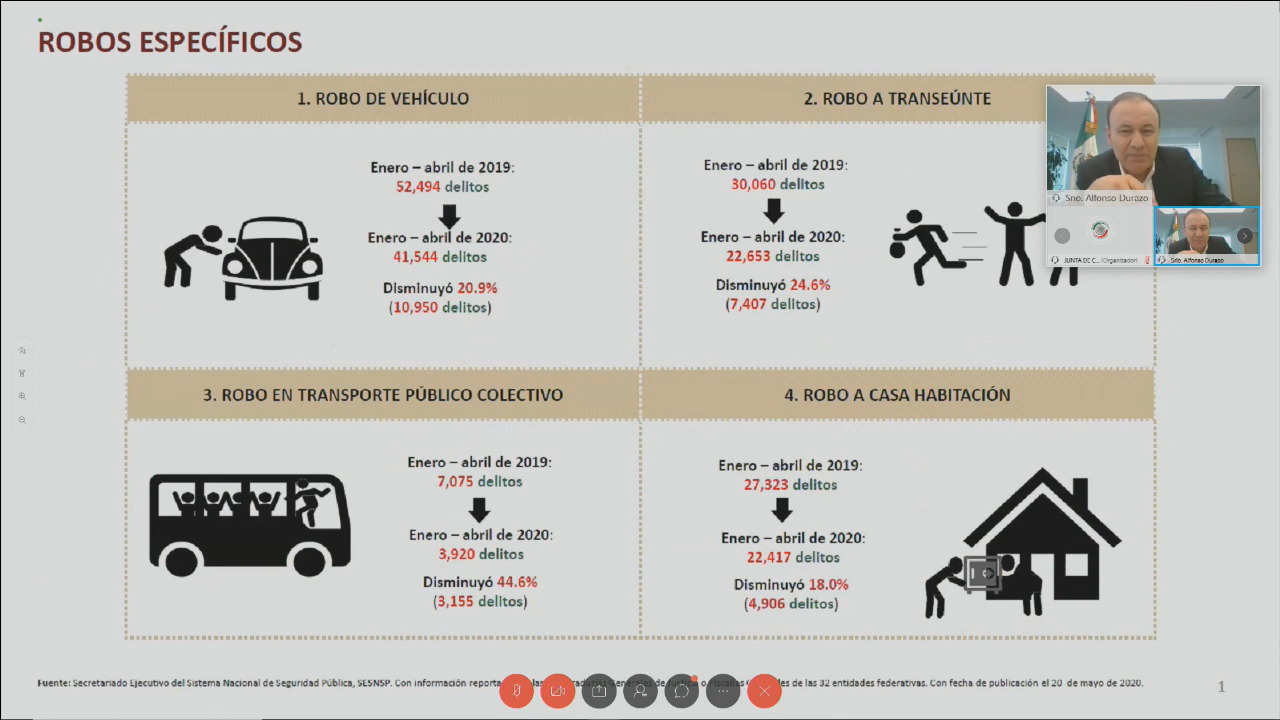 ROBOS ESPECÍFICOS
1. ROBO DE VEHÍCULO
Enero – abril de 2019:
52,494 delitos
Enero – abril de 2020:
41,544 delitos
Disminuyó 20.9%
(10,950 delitos)
2. ROBO A TRANSEÚNTE
Enero – abril de 2019:
30,060 delitos
Enero – abril de 2020:
22,653 delitos
Disminuyó 24.6%
(7,407 delitos)
Srio. Alfonso Durazo
JUNTA DE C... (Organizador)
Srio. Alfonso Durazo
3. ROBO EN TRANSPORTE PÚBLICO COLECTIVO
Enero – abril de 2019:
7,075 delitos
Enero – abril de 2020:
3,920 delitos
Disminuyó 44.6%
(3,155 delitos)
4. ROBO A CASA HABITACIÓN
Enero – abril de 2019:
27,323 delitos
Enero – abril de 2020:
22,417 delitos
Disminuyó 18.0%
(4,906 delitos)
Fuente: Secretariado Ejecutivo del Sistema Nacional de Seguridad Pública, SESNSP. Con información de las 32 entidades federativas. Con fecha de publicación el 20 de mayo de 2020.
1